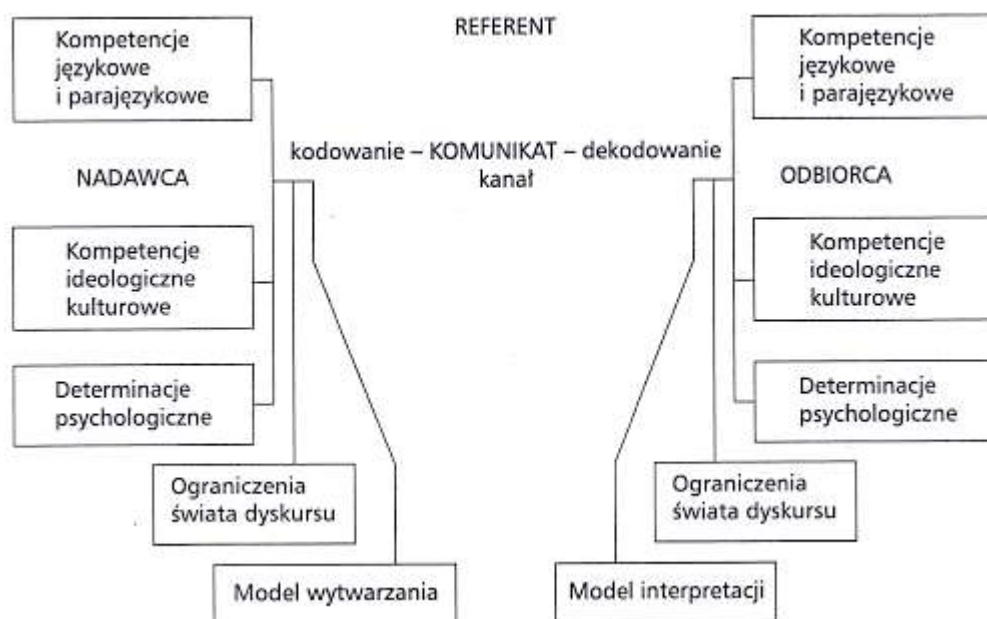 Kompetencje
językowe
i parajęzykowe
REFERENT
Kompetencje
językowe
i parajęzykowe
kodowanie – KOMUNIKAT – dekodowanie
kanał
NADAWCA
ODBIORCA
Kompetencje
ideologiczne
kulturowe
Kompetencje
ideologiczne
kulturowe
Determinacje
psychologiczne
Determinacje
psychologiczne
Ograniczenia
świata dyskursu
Ograniczenia
świata dyskursu
Model wytwarzania
Model interpretacji